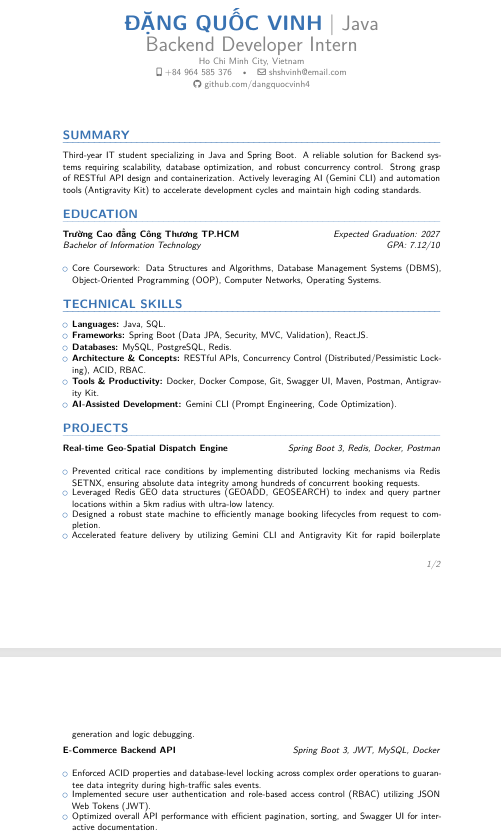 ĐẶNG QUỐC VINH | Java
Backend Developer Intern
Ho Chi Minh City, Vietnam
+84 964 585 376 • shshvinh@email.com
github.com/dangquocvinh4
SUMMARY
Third-year IT student specializing in Java and Spring Boot. A reliable solution for Backend sys-
tems requiring scalability, database optimization, and robust concurrency control. Strong grasp
of RESTful API design and containerization. Actively leveraging AI (Gemini CLI) and automation
tools (Antigravity Kit) to accelerate development cycles and maintain high coding standards.
EDUCATION
Trường Cao đẳng Công Thương TP.HCM Expected Graduation: 2027
Bachelor of Information Technology GPA: 7.12/10
○ Core Coursework: Data Structures and Algorithms, Database Management Systems (DBMS),
Object-Oriented Programming (OOP), Computer Networks, Operating Systems.
TECHNICAL SKILLS
○ Languages: Java, SQL.
○ Frameworks: Spring Boot (Data JPA, Security, MVC, Validation), ReactJS.
○ Databases: MySQL, PostgreSQL, Redis.
○ Architecture & Concepts: RESTful APIs, Concurrency Control (Distributed/Pessimistic Lock-
ing), ACID, RBAC.
○ Tools & Productivity: Docker, Docker Compose, Git, Swagger UI, Maven, Postman, Antigrav-
ity Kit.
○ AI-Assisted Development: Gemini CLI (Prompt Engineering, Code Optimization).
PROJECTS
Real-time Geo-Spatial Dispatch Engine Spring Boot 3, Redis, Docker, Postman
○ Prevented critical race conditions by implementing distributed locking mechanisms via Redis
SETNX, ensuring absolute data integrity among hundreds of concurrent booking requests.
○ Leveraged Redis GEO data structures (GEOADD, GEOSEARCH) to index and query partner
locations within a 5km radius with ultra-low latency.
○ Designed a robust state machine to efficiently manage booking lifecycles from request to com-
pletion.
○ Accelerated feature delivery by utilizing Gemini CLI and Antigravity Kit for rapid boilerplate
1/2
generation and logic debugging.
E-Commerce Backend API Spring Boot 3, JWT, MySQL, Docker
○ Enforced ACID properties and database-level locking across complex order operations to guaran-
tee data integrity during high-traffic sales events.
○ Implemented secure user authentication and role-based access control (RBAC) utilizing JSON
Web Tokens (JWT).
○ Optimized overall API performance with efficient pagination, sorting, and Swagger UI for inter-
active documentation.